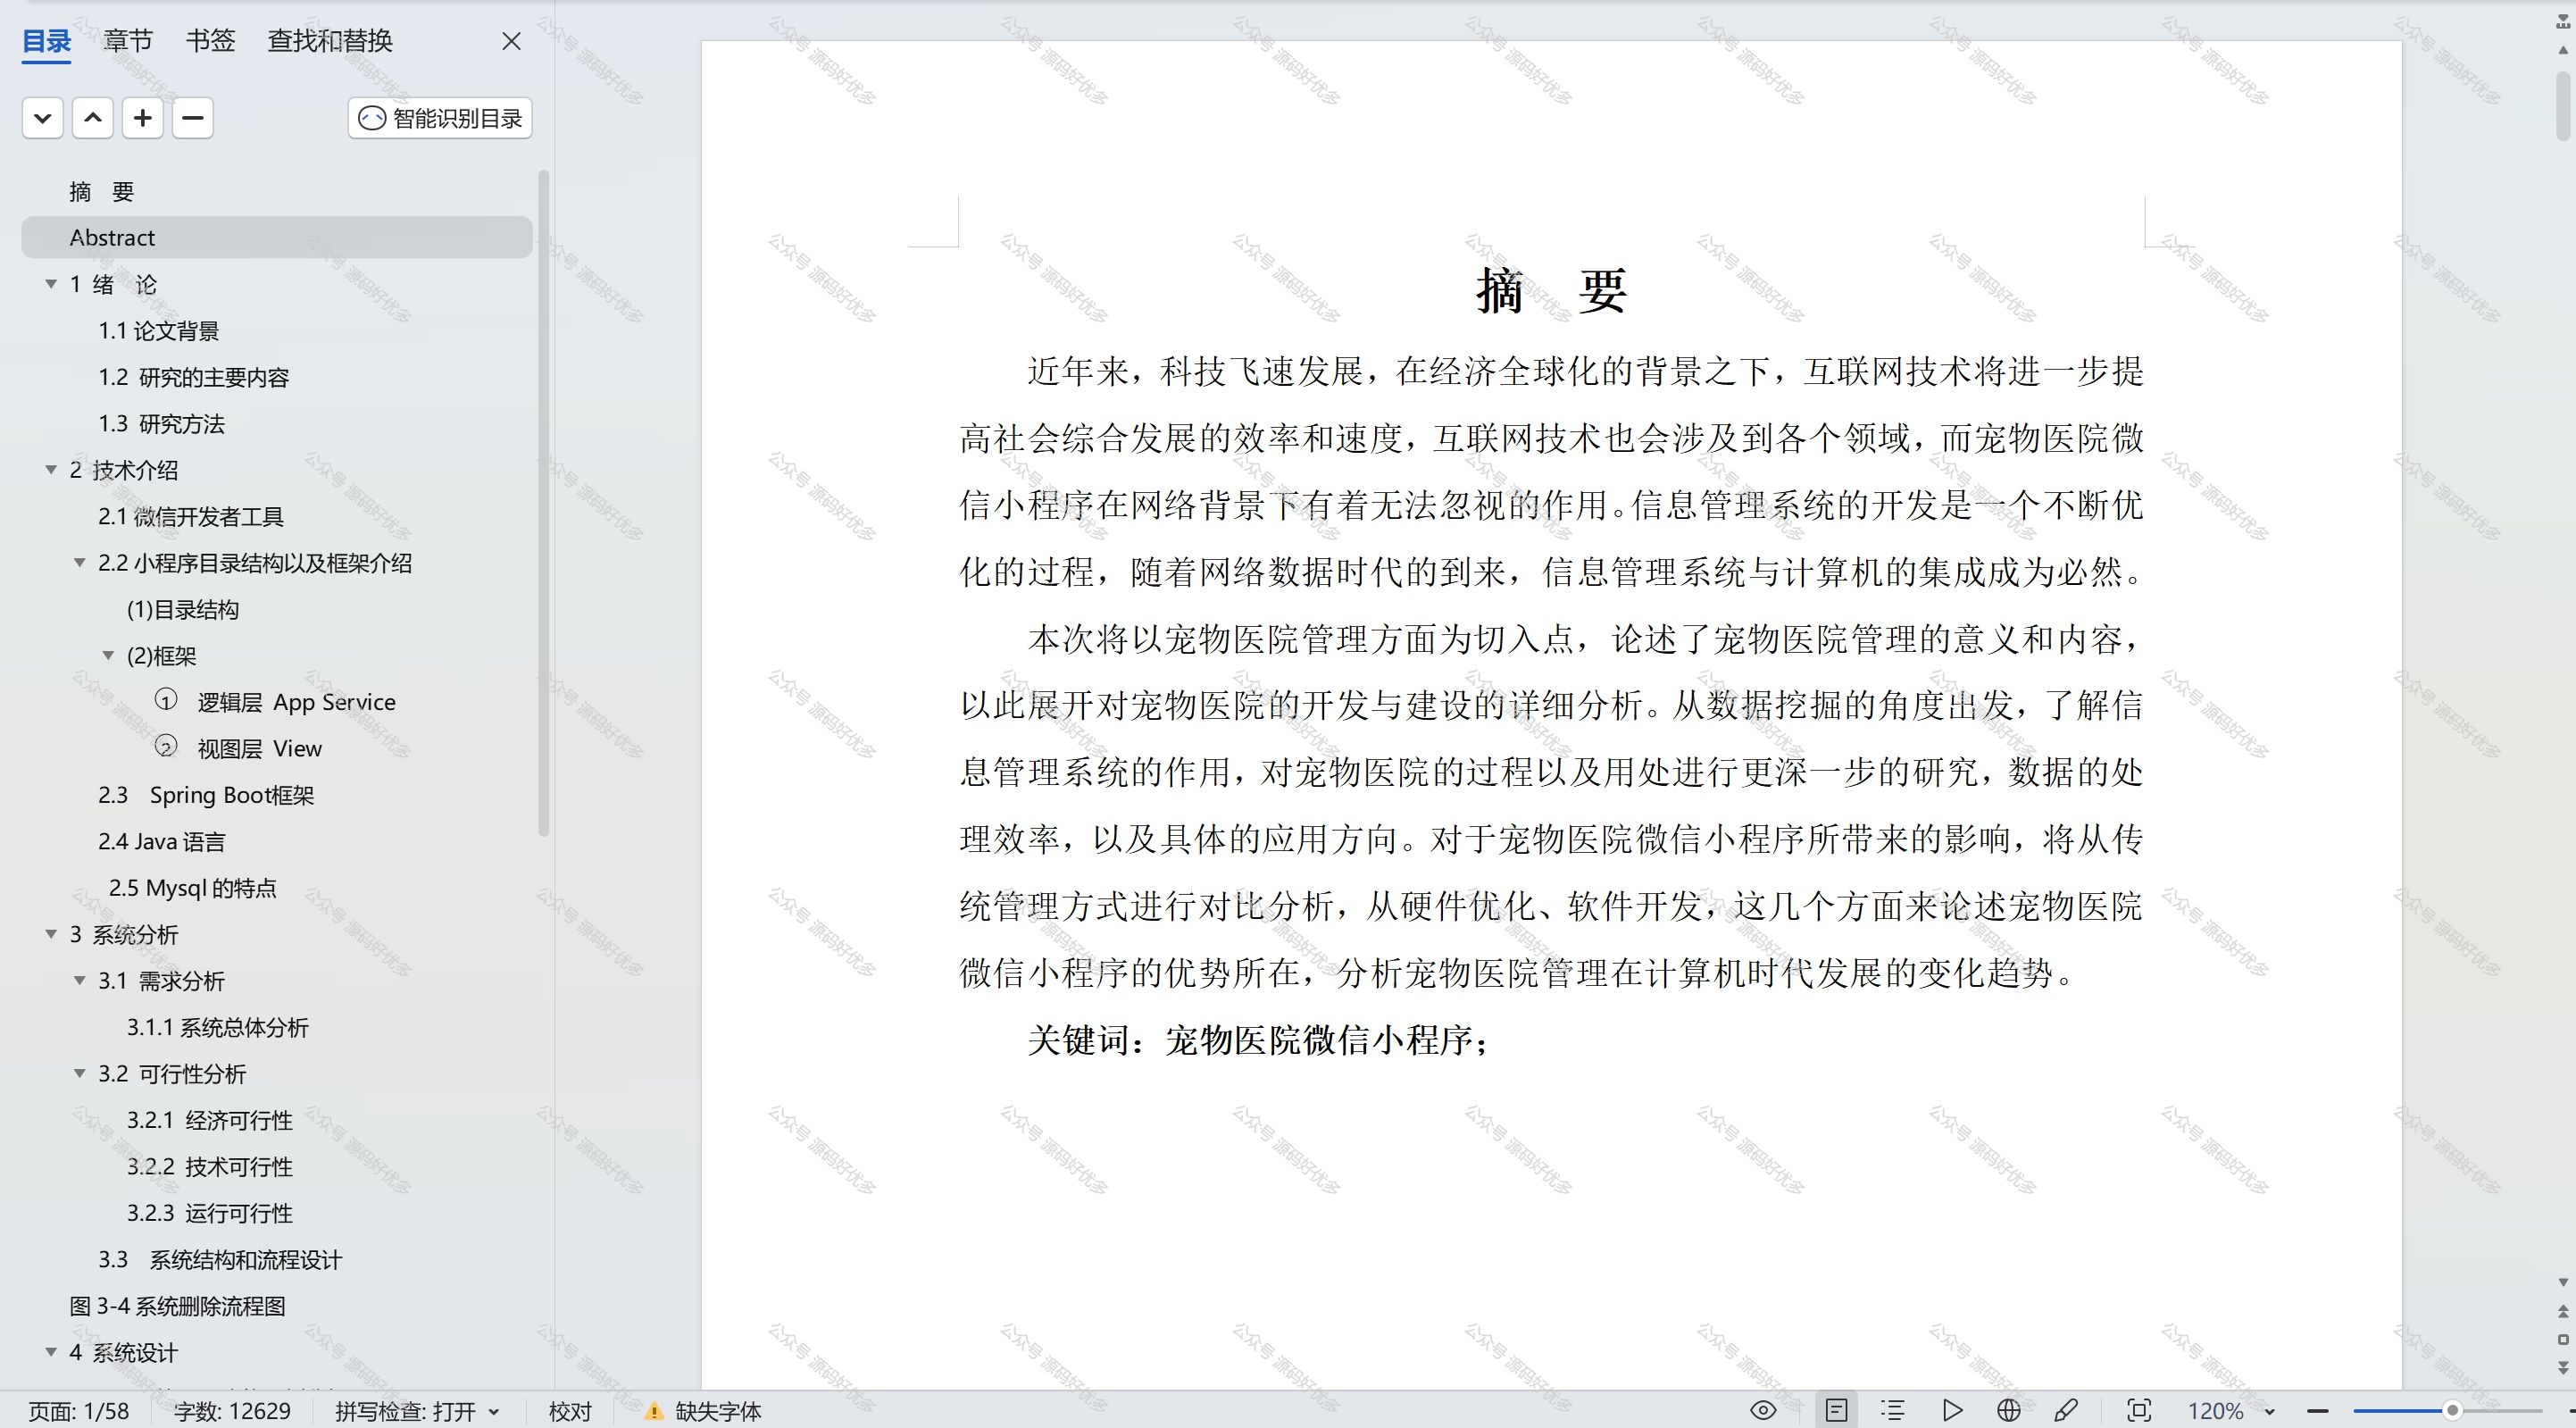 目录 章节 书签 查找和替换
智能识别目录
摘 要
Abstract
1 绪 论
1.1 论文背景
1.2 研究的主要内容
1.3 研究方法
2 技术介绍
2.1 微信开发者工具
2.2 小程序目录结构以及框架介绍
(1)目录结构
(2)框架
① 逻辑层 App Service
② 视图层 View
2.3 Spring Boot框架
2.4 Java 语言
2.5 Mysql 的特点
3 系统分析
3.1 需求分析
3.1.1 系统总体分析
3.2 可行性分析
3.2.1 经济可行性
3.2.2 技术可行性
3.2.3 运行可行性
3.3 系统结构和流程设计
图 3-4 系统删除流程图
4 系统设计
摘 要
近年来，科技飞速发展，在经济全球化的背景之下，互联网技术将进一步提
高社会综合发展的效率和速度，互联网技术也会涉及到各个领域，而宠物医院微
信小程序在网络背景下有着无法忽视的作用。信息管理系统的开发是一个不断优
化的过程，随着网络数据时代的到来，信息管理系统与计算机的集成成为必然。
本次将以宠物医院管理方面为切入点，论述了宠物医院管理的意义和内容，
以此展开对宠物医院的开发与建设的详细分析。从数据挖掘的角度出发，了解信
息管理系统的作用，对宠物医院的过程以及用处进行更深一步的研究，数据的处
理效率，以及具体的应用方向。对于宠物医院微信小程序所带来的影响，将从传
统管理方式进行对比分析，从硬件优化、软件开发，这几个方面来论述宠物医院
微信小程序的优势所在，分析宠物医院管理在计算机时代发展的变化趋势。
关键词：宠物医院微信小程序；
页面: 1/58 字数: 12629 拼写检查: 打开 校对 缺失字体 120%
公众号 源码好优多